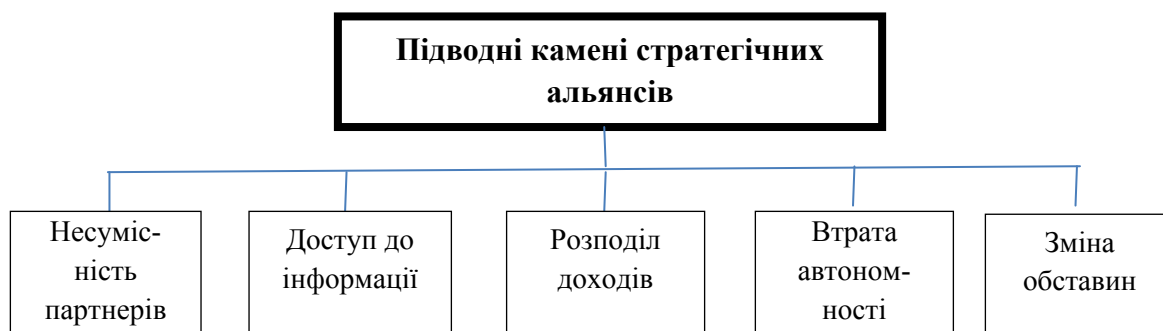 Підводні камені стратегічних
альянсів
Несуміс-
ність
партнерів
Доступ до
інформації
Розподіл
доходів
Втрата
автоном-
ності
Зміна
обставин